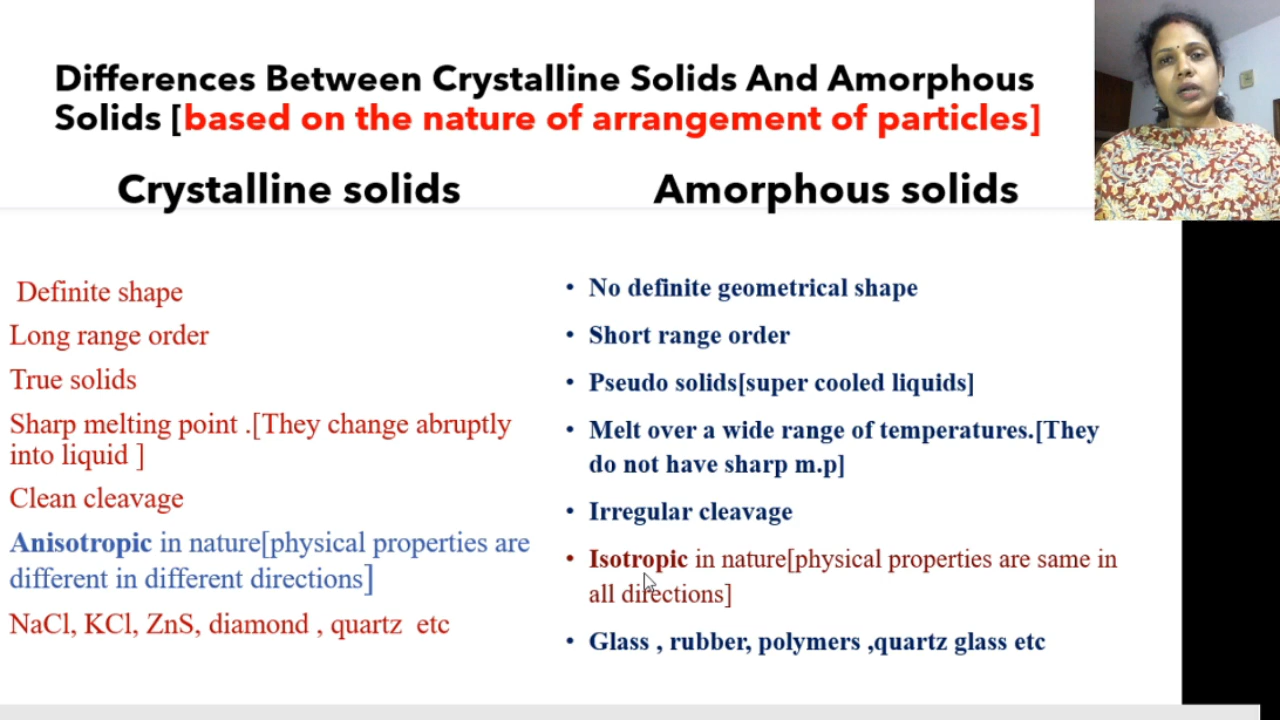 Differences Between Crystalline Solids And Amorphous
Solids [based on the nature of arrangement of particles]
Crystalline solids
Definite shape
Long range order
True solids
Sharp melting point .[They change abruptly
into liquid ]
Clean cleavage
Anisotropic in nature[physical properties are
different in different directions]
NaCl, KCl, ZnS, diamond , quartz etc
Amorphous solids
• No definite geometrical shape
• Short range order
• Pseudo solids[super cooled liquids]
• Melt over a wide range of temperatures.[They
do not have sharp m.p]
• Irregular cleavage
• Isotropic in nature[physical properties are same in
all directions]
• Glass , rubber, polymers ,quartz glass etc